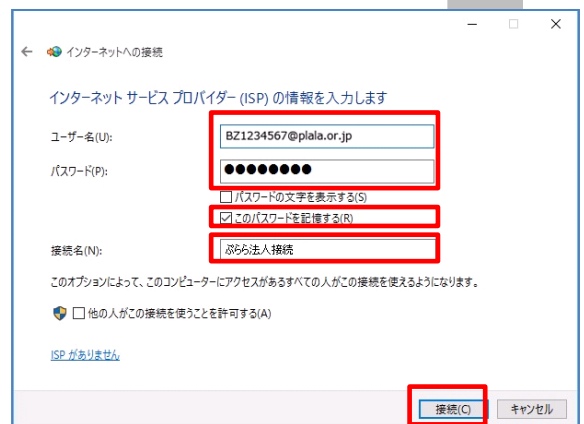 インターネットへの接続
インターネット サービス プロバイダー (ISP) の情報を入力します
ユーザー名(U):
BZ1234567@plala.or.jp
パスワード(P):
●●●●●●●●
パスワードの文字を表示する(S)
このパスワードを記憶する(R)
接続名(N):
ぷらら法人接続
このオプションによって、このコンピューターにアクセスがあるすべての人がこの接続を使えるようになります。
他の人がこの接続を使うことを許可する(A)
ISP がありません
接続(C)
キャンセル